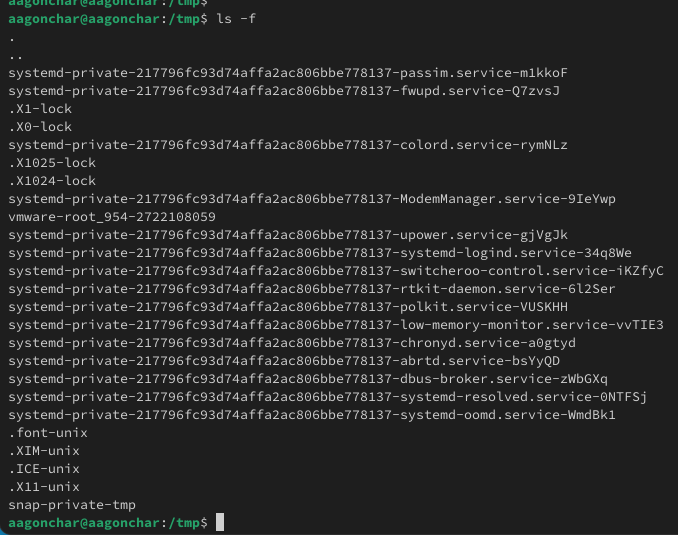 aagonchar@aagonchar:/tmp$
aagonchar@aagonchar:/tmp$ ls -f
.
..
systemd-private-217796fc93d74affa2ac806bbe778137-passim.service-m1kkoF
systemd-private-217796fc93d74affa2ac806bbe778137-fwupd.service-Q7zvsJ
.X1-lock
.X0-lock
systemd-private-217796fc93d74affa2ac806bbe778137-colord.service-rymNLz
.X1025-lock
.X1024-lock
systemd-private-217796fc93d74affa2ac806bbe778137-ModemManager.service-9IeYwp
vmware-root_954-2722108059
systemd-private-217796fc93d74affa2ac806bbe778137-upower.service-gjVgJk
systemd-private-217796fc93d74affa2ac806bbe778137-systemd-logind.service-34q8We
systemd-private-217796fc93d74affa2ac806bbe778137-switcheroo-control.service-iKZfyC
systemd-private-217796fc93d74affa2ac806bbe778137-rtkit-daemon.service-6l2Ser
systemd-private-217796fc93d74affa2ac806bbe778137-polkit.service-VUSKHH
systemd-private-217796fc93d74affa2ac806bbe778137-low-memory-monitor.service-vvTIE3
systemd-private-217796fc93d74affa2ac806bbe778137-chronyd.service-a0gtyd
systemd-private-217796fc93d74affa2ac806bbe778137-abrtd.service-bsYyQD
systemd-private-217796fc93d74affa2ac806bbe778137-dbus-broker.service-zWbGXq
systemd-private-217796fc93d74affa2ac806bbe778137-systemd-resolved.service-0NTFSj
systemd-private-217796fc93d74affa2ac806bbe778137-systemd-oomd.service-WmdBk1
.font-unix
.XIM-unix
.ICE-unix
.X11-unix
snap-private-tmp
aagonchar@aagonchar:/tmp$